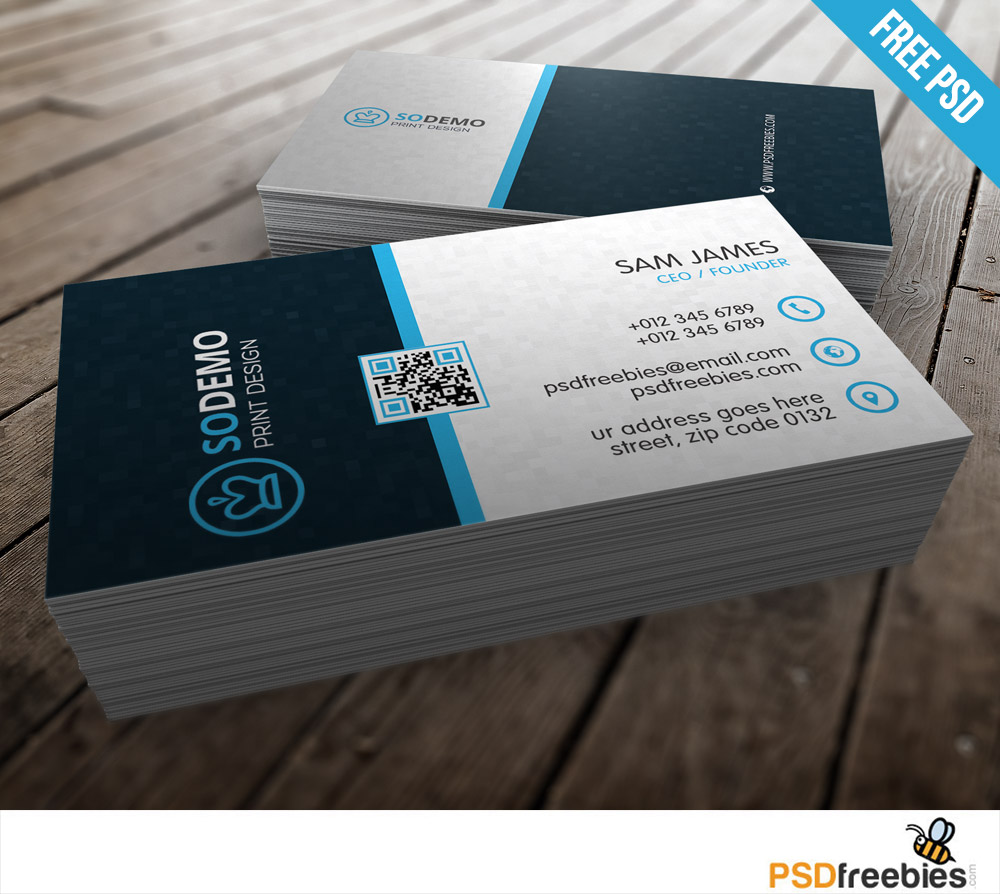 FREE PSD
SODEMO
PRINT DESIGN
WWW.PSDFREEBIES.COM
SAM JAMES
CEO / FOUNDER
+012 345 6789
+012 345 6789
psdfreebies@email.com
psdfreebies.com
ur address goes here
street, zip code 0132
SODEMO
PRINT DESIGN
PSDfreebies.com